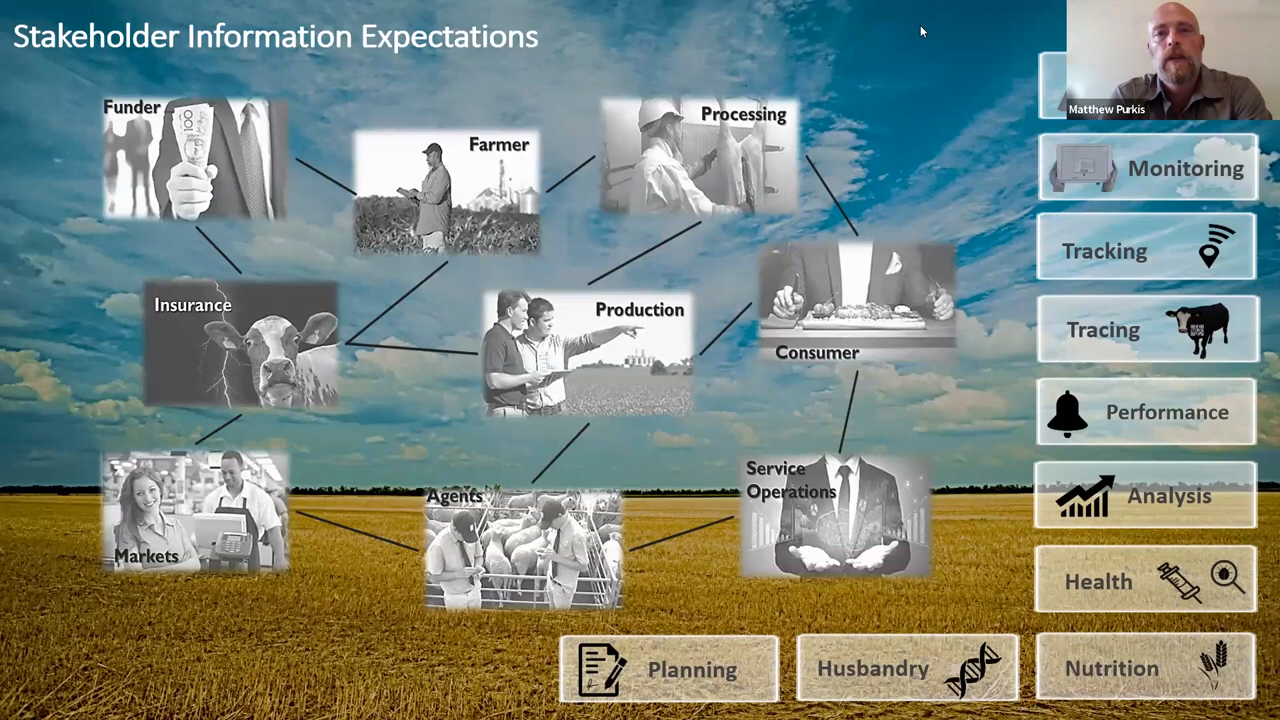 Stakeholder Information Expectations
Matthew Purkis
Funder
Farmer
Processing
Insurance
Production
Consumer
Markets
Agents
Service
Operations
Monitoring
Tracking
Tracing
Performance
Analysis
Health
Planning
Husbandry
Nutrition
100